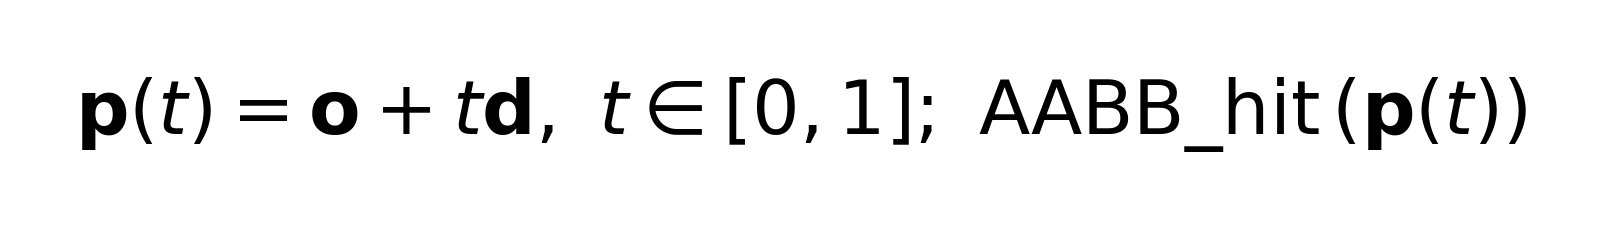 p(t) = o + td, t ∈ [0, 1]; AABB_hit (p(t))